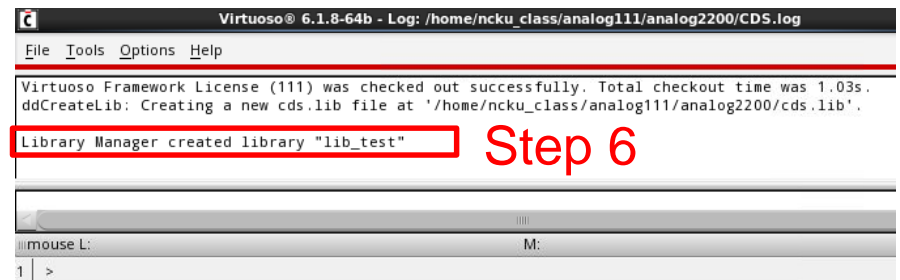 Virtuoso® 6.1.8-64b - Log: /home/ncku_class/analog111/analog2200/CDS.log
File Tools Options Help
Virtuoso Framework License (111) was checked out successfully. Total checkout time was 1.03s.
ddCreateLib: Creating a new cds.lib file at '/home/ncku_class/analog111/analog2200/cds.lib'.
Library Manager created library "lib_test"
Step 6
mouse L: M:
1 >